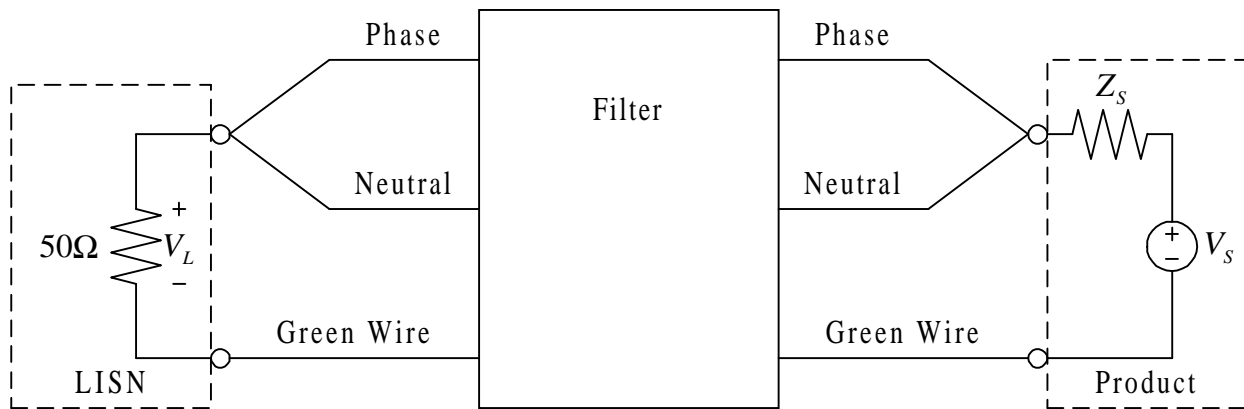 Phase
Phase
Z_S
Filter
Neutral
Neutral
+
50Ω
V_L
−
+
−
V_S
Green Wire
Green Wire
LISN
Product